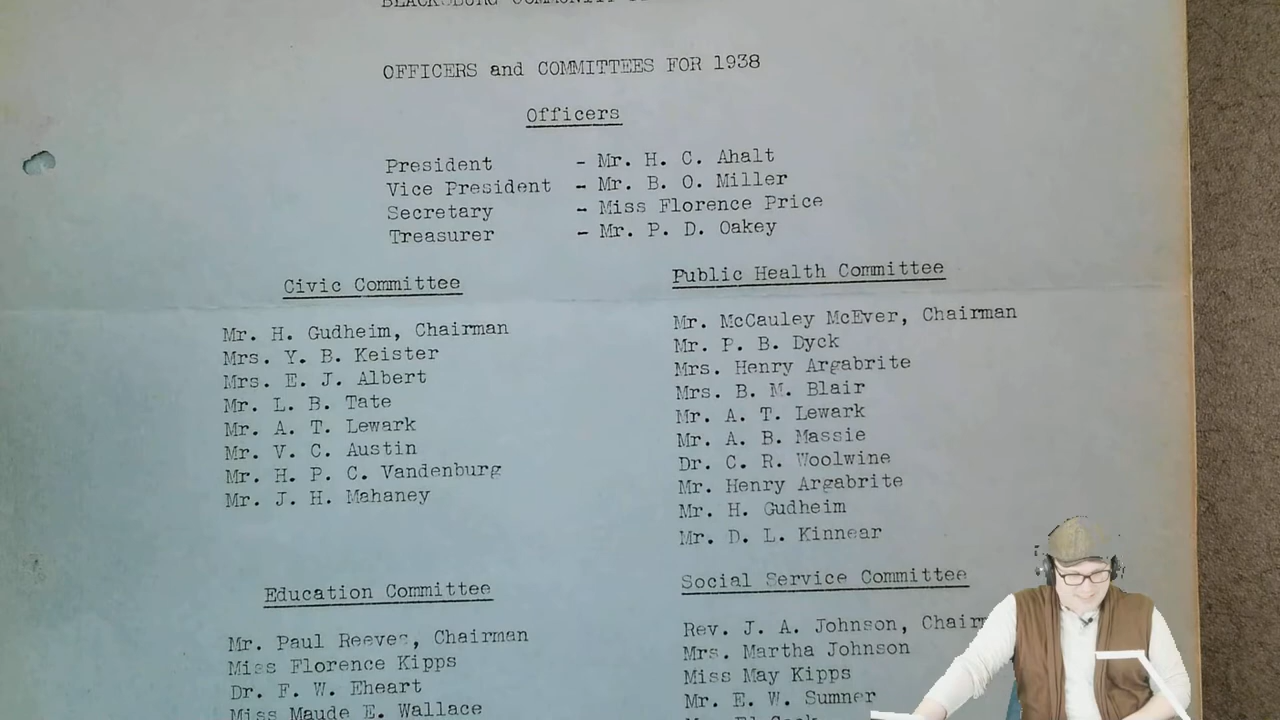 BLACKSBURG COMMUNITY
OFFICERS and COMMITTEES FOR 1938
Officers
President - Mr. H. C. Ahalt
Vice President - Mr. B. O. Miller
Secretary - Miss Florence Price
Treasurer - Mr. P. D. Oakey
Civic Committee
Mr. H. Gudheim, Chairman
Mrs. Y. B. Keister
Mrs. E. J. Albert
Mr. L. B. Tate
Mr. A. T. Lewark
Mr. V. C. Austin
Mr. H. P. C. Vandenburg
Mr. J. H. Mahaney
Public Health Committee
Mr. McCauley McEver, Chairman
Mr. P. B. Dyck
Mrs. Henry Argabrite
Mrs. B. M. Blair
Mr. A. T. Lewark
Mr. A. B. Massie
Dr. C. R. Woolwine
Mr. Henry Argabrite
Mr. H. Gudheim
Mr. D. L. Kinnear
Education Committee
Mr. Paul Reeves, Chairman
Miss Florence Kipps
Dr. F. W. Eheart
Miss Maude E. Wallace
Social Service Committee
Rev. J. A. Johnson, Chair
Mrs. Martha Johnson
Miss May Kipps
Mr. E. W. Sumner